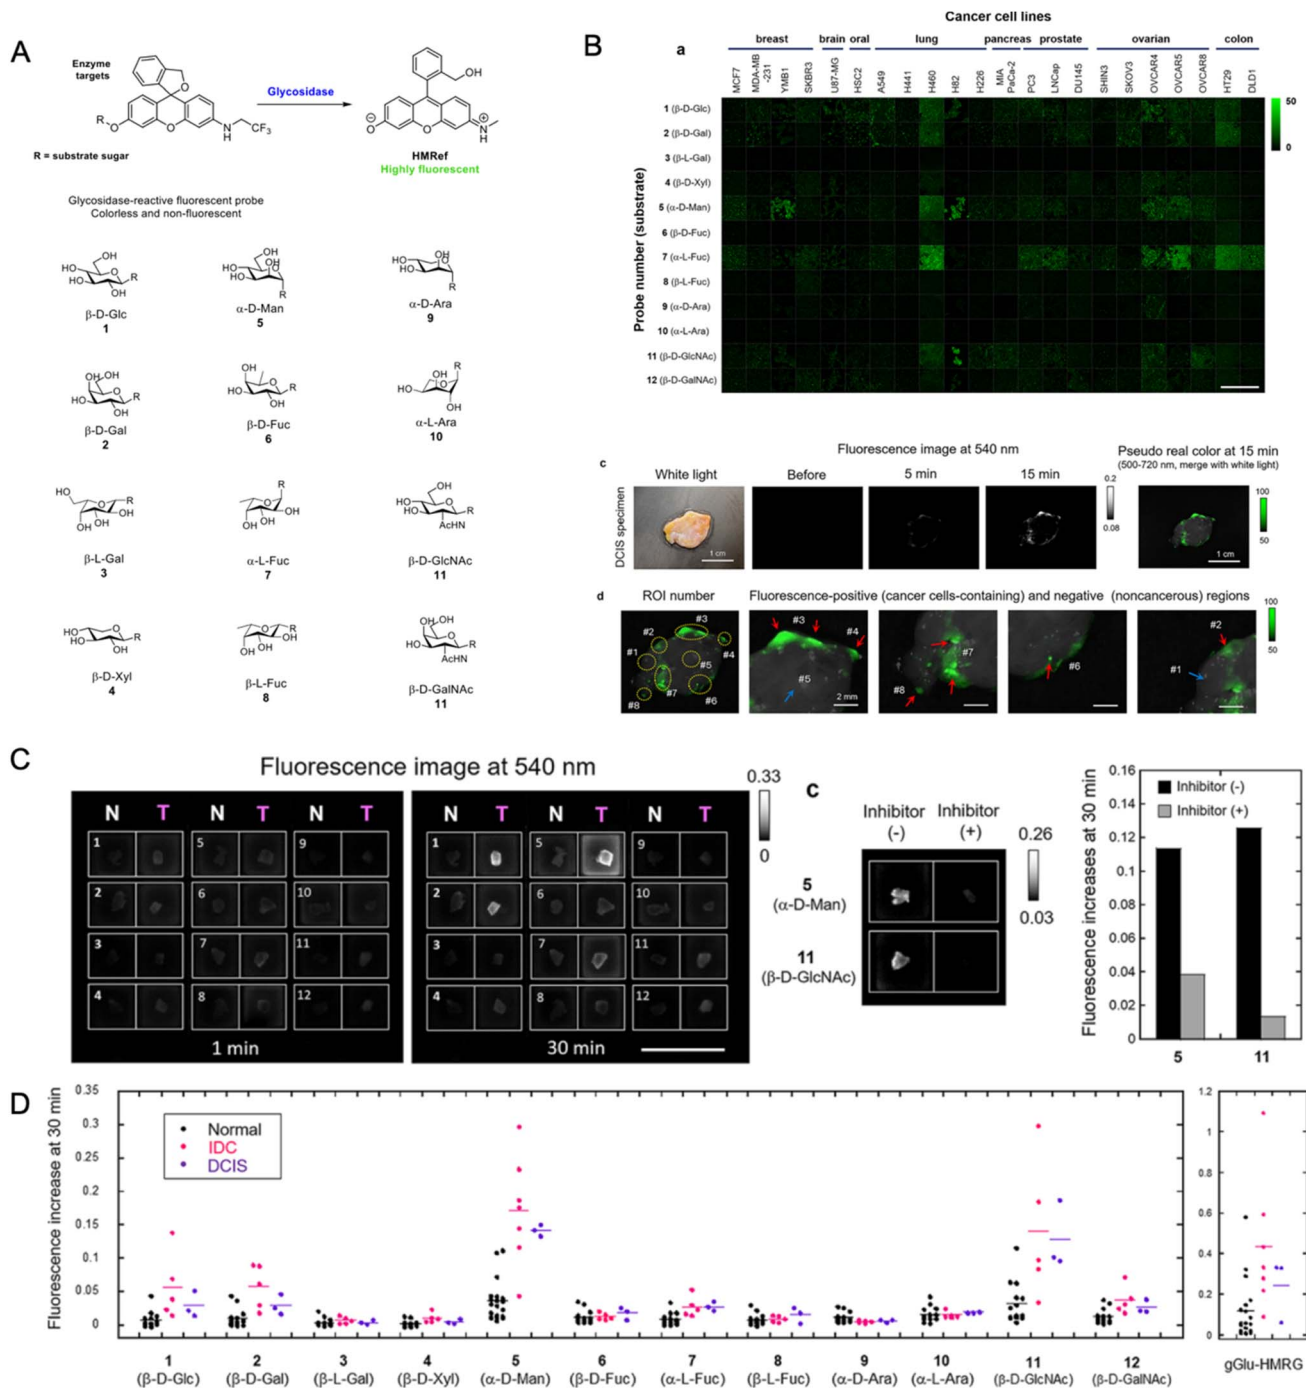 A
Enzyme
targets
Glycosidase
R
O
O
O
N
H
CF3
R = substrate sugar
OH
O
O
N
H
HMRef
Highly fluorescent
Glycosidase-reactive fluorescent probe
Colorless and non-fluorescent
β-D-Glc
1
α-D-Man
5
α-D-Ara
9
β-D-Gal
2
β-D-Fuc
6
α-L-Ara
10
β-L-Gal
3
α-L-Fuc
7
β-D-GlcNAc
11
β-D-Xyl
4
β-L-Fuc
8
β-D-GalNAc
11
B
a
Cancer cell lines
breast brain oral lung pancreas prostate ovarian colon
MCF7
MDA-MB
-231
YMB1
SKBR3
U87-MG
HSC2
A549
H441
H460
H82
H226
MIA
PaCa-2
PC3
LNCap
DU145
SHIN3
SKOV3
OVCAR4
OVCAR5
OVCAR8
HT29
DLD1
Probe number (substrate)
1 (β-D-Glc)
2 (β-D-Gal)
3 (β-L-Gal)
4 (β-D-Xyl)
5 (α-D-Man)
6 (β-D-Fuc)
7 (α-L-Fuc)
8 (β-L-Fuc)
9 (α-D-Ara)
10 (α-L-Ara)
11 (β-D-GlcNAc)
12 (β-D-GalNAc)
50
0
c
Fluorescence image at 540 nm
Pseudo real color at 15 min
(500-720 nm, merge with white light)
White light Before 5 min 15 min
DCIS specimen
1 cm
0.2
0.08
1 cm
100
50
d
ROI number Fluorescence-positive (cancer cells-containing) and negative (noncancerous) regions
#1
#2
#3
#4
#5
#6
#7
#8
#3
#4
#5
2 mm
#7
#8
#6
#2
#1
100
50
C
Fluorescence image at 540 nm
N T N T N T
1 5 9
2 6 10
3 7 11
4 8 12
1 min
N T N T N T
1 5 9
2 6 10
3 7 11
4 8 12
30 min
0.33
0
c
Inhibitor
(-)
Inhibitor
(+)
5
(α-D-Man)
11
(β-D-GlcNAc)
0.26
0.03
Fluorescence increases at 30 min
0.16
0.14
0.12
0.1
0.08
0.06
0.04
0.02
0
Inhibitor (-)
Inhibitor (+)
5 11
D
Fluorescence increase at 30 min
0.35
0.3
0.25
0.2
0.15
0.1
0.05
0
Normal
IDC
DCIS
1 2 3 4 5 6 7 8 9 10 11 12
(β-D-Glc) (β-D-Gal) (β-L-Gal) (β-D-Xyl) (α-D-Man) (β-D-Fuc) (α-L-Fuc) (β-L-Fuc) (α-D-Ara) (α-L-Ara) (β-D-GlcNAc) (β-D-GalNAc)
1.2
1
0.8
0.6
0.4
0.2
0
gGlu-HMRG